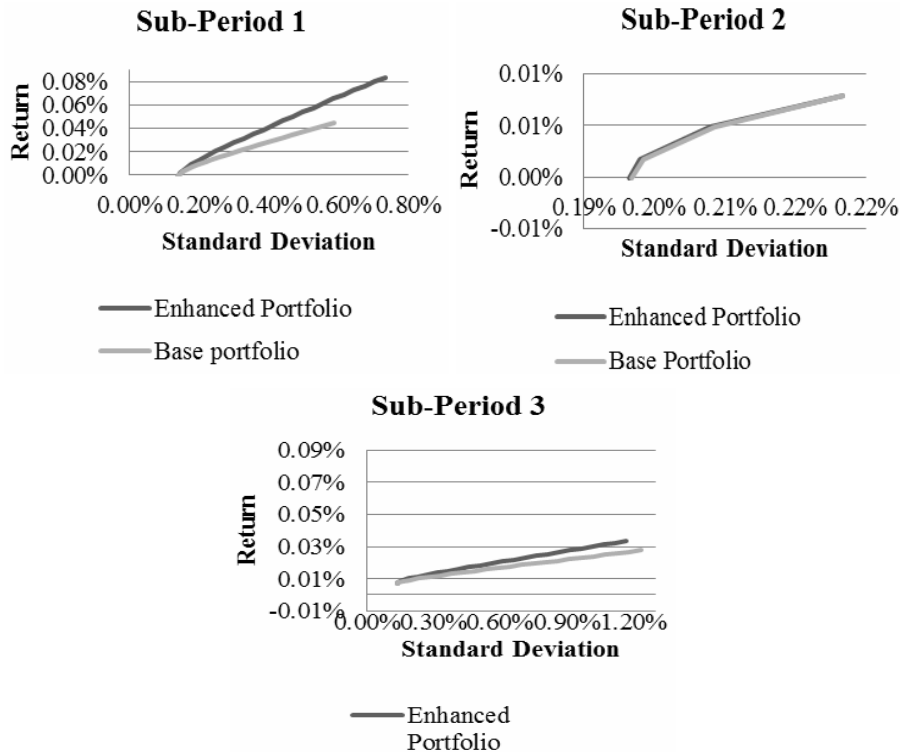 Sub-Period 1
Return
0.08%
0.06%
0.04%
0.02%
0.00%
0.00% 0.20% 0.40% 0.60% 0.80%
Standard Deviation
Enhanced Portfolio
Base portfolio
Sub-Period 2
Return
0.01%
0.01%
0.00%
-0.01%
0.19% 0.20% 0.21% 0.22% 0.22%
Standard Deviation
Enhanced Portfolio
Base Portfolio
Sub-Period 3
Return
0.09%
0.07%
0.05%
0.03%
0.01%
-0.01%
0.00% 0.30% 0.60% 0.90% 1.20%
Standard Deviation
Enhanced
Portfolio